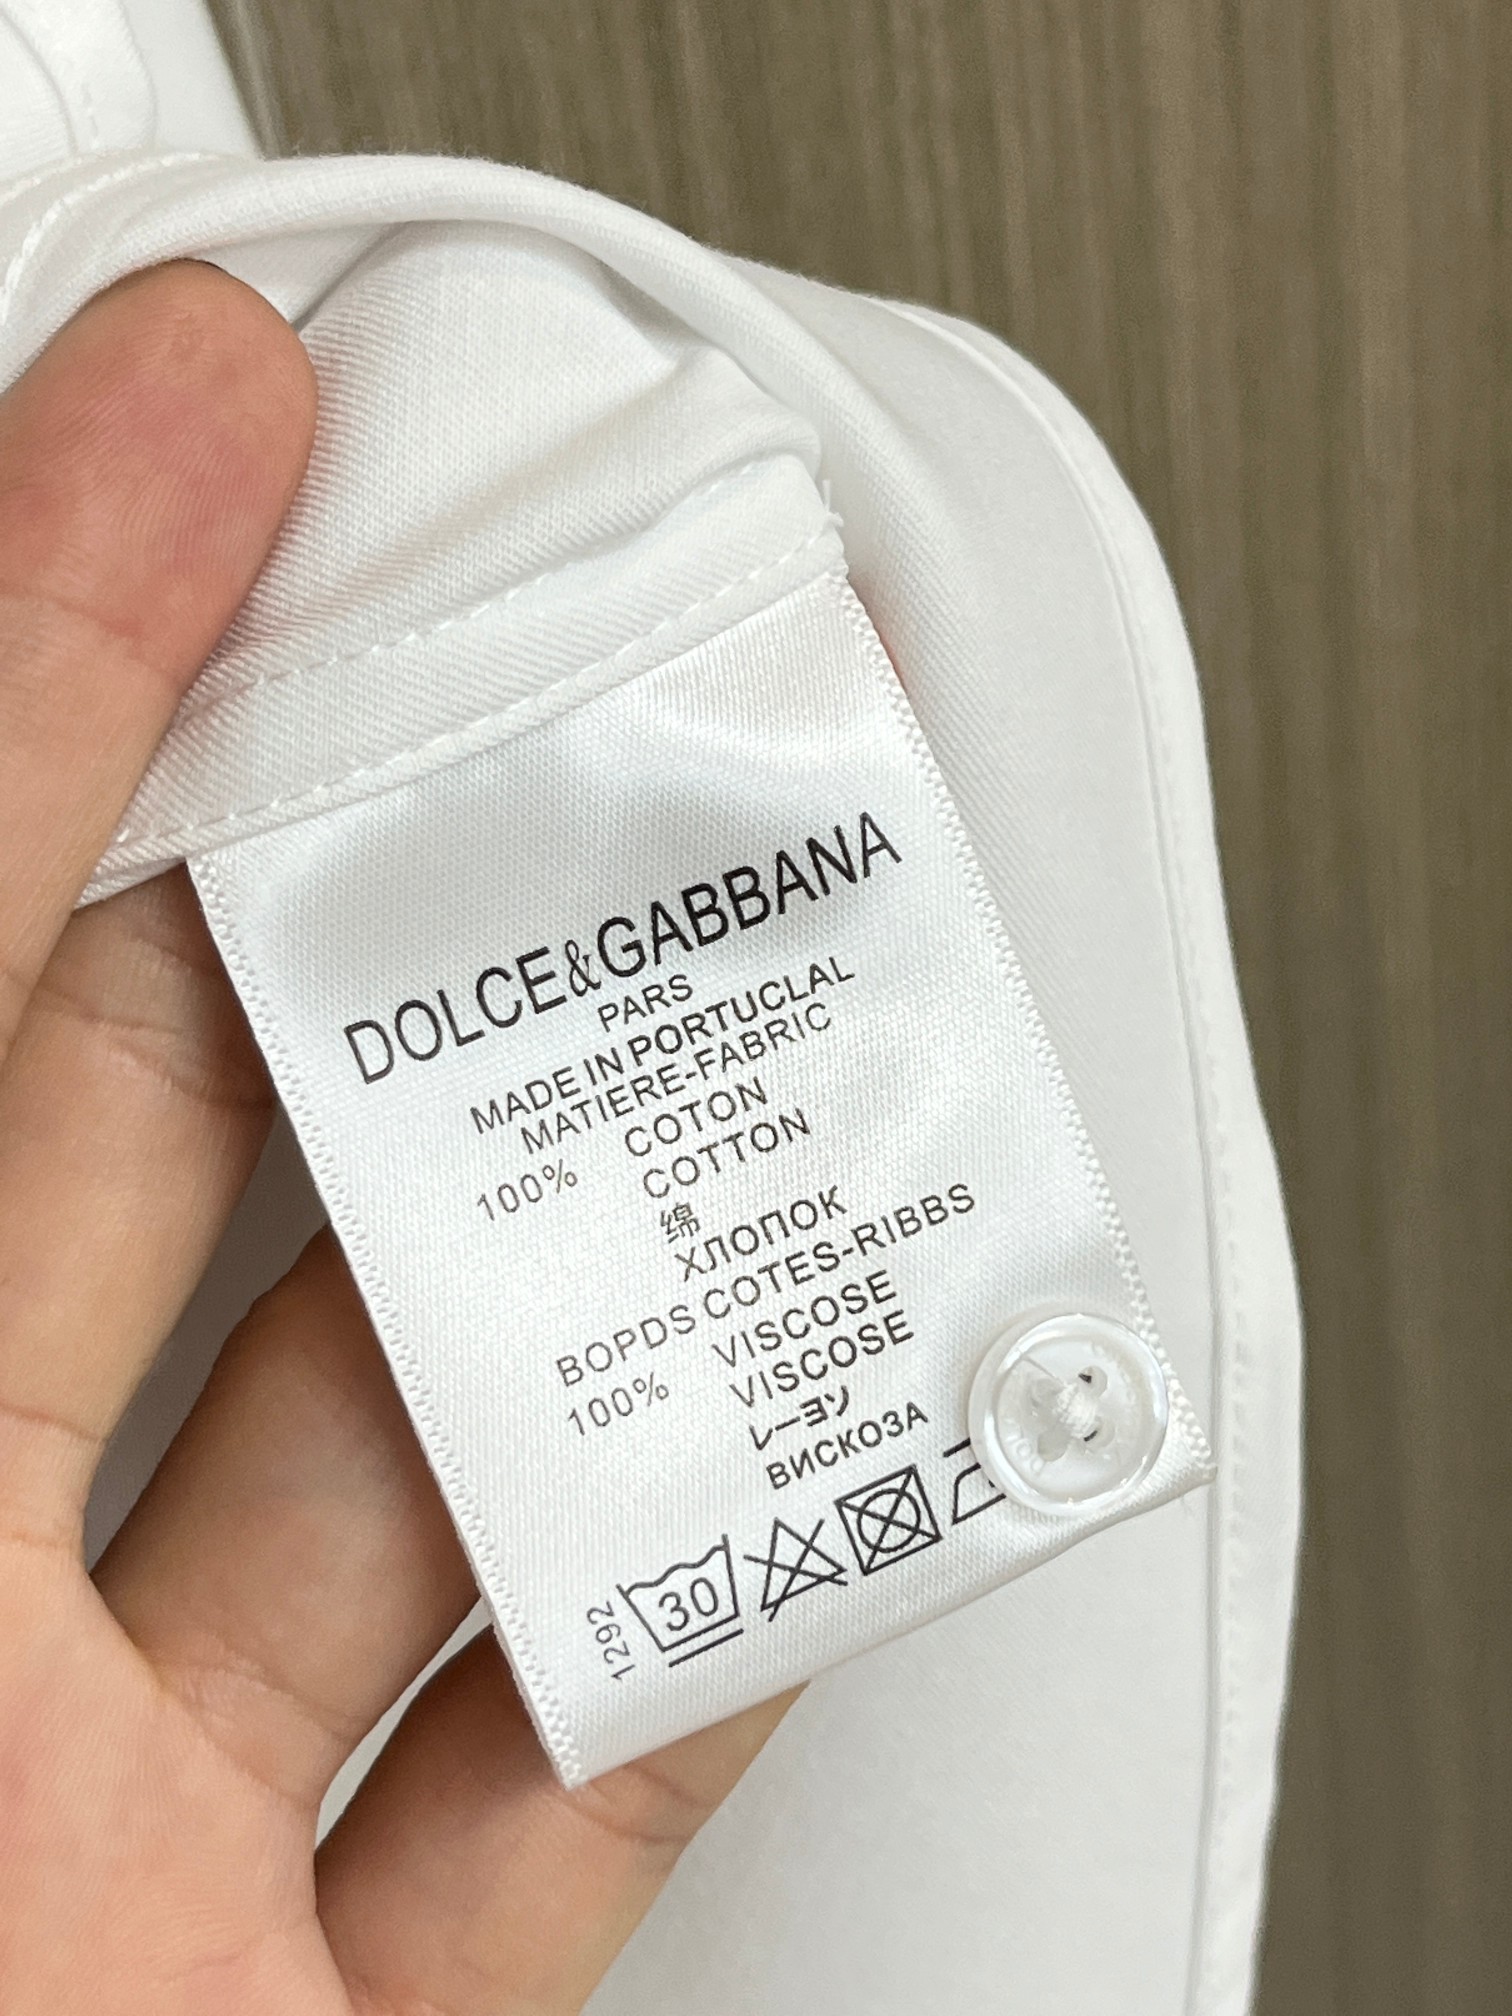 DOLCE&GABBANA
PARS
MADE IN PORTUCLAL
MATIERE-FABRIC
100% COTON
COTTON
绵
ХЛОПОК
BOPDS COTES-RIBBS
100% VISCOSE
VISCOSE
レーヨソ
ВИСКОЗА
30
1292